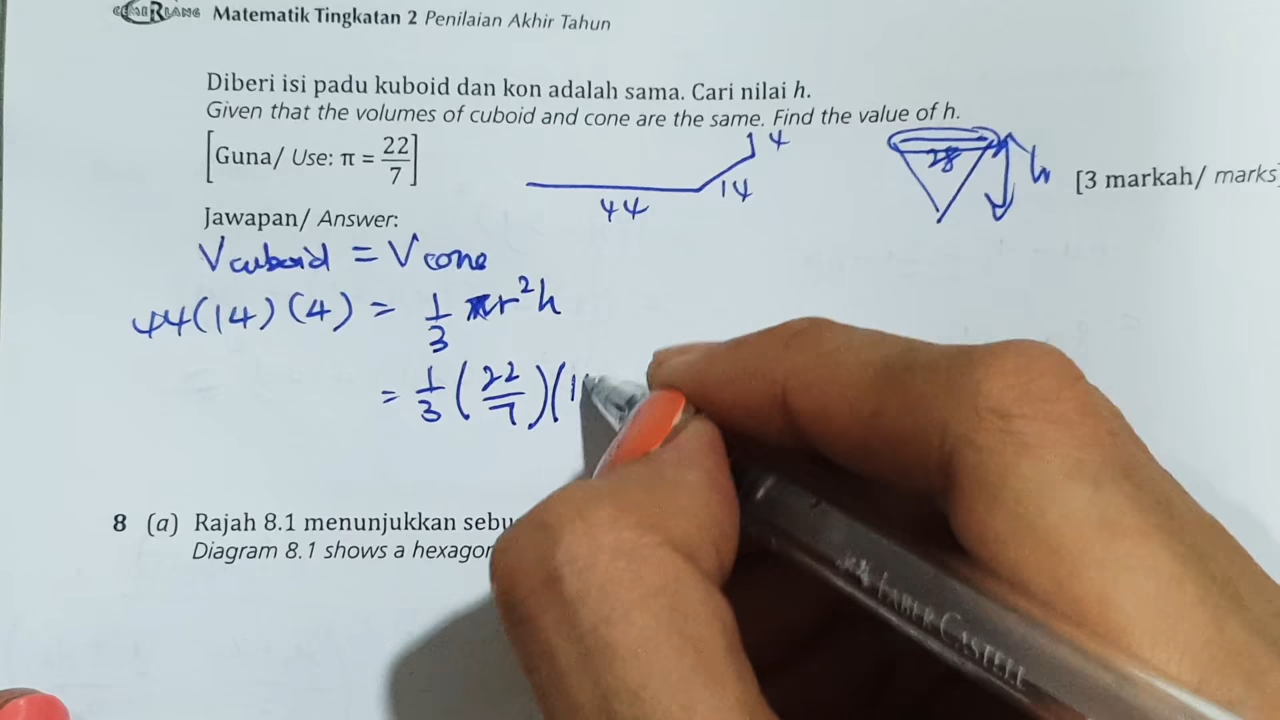 CEMERLANG Matematik Tingkatan 2 Penilaian Akhir Tahun
Diberi isi padu kuboid dan kon adalah sama. Cari nilai h.
Given that the volumes of cuboid and cone are the same. Find the value of h.
[Guna/ Use: π = 22/7]
44 14 4
28 h
[3 markah/ marks]
Jawapan/ Answer:
Vcuboid = Vcone
44(14)(4) = 1/3 πr²h
= 1/3 (22/7)(1
8 (a) Rajah 8.1 menunjukkan
Diagram 8.1 shows a
FABER CASTELL